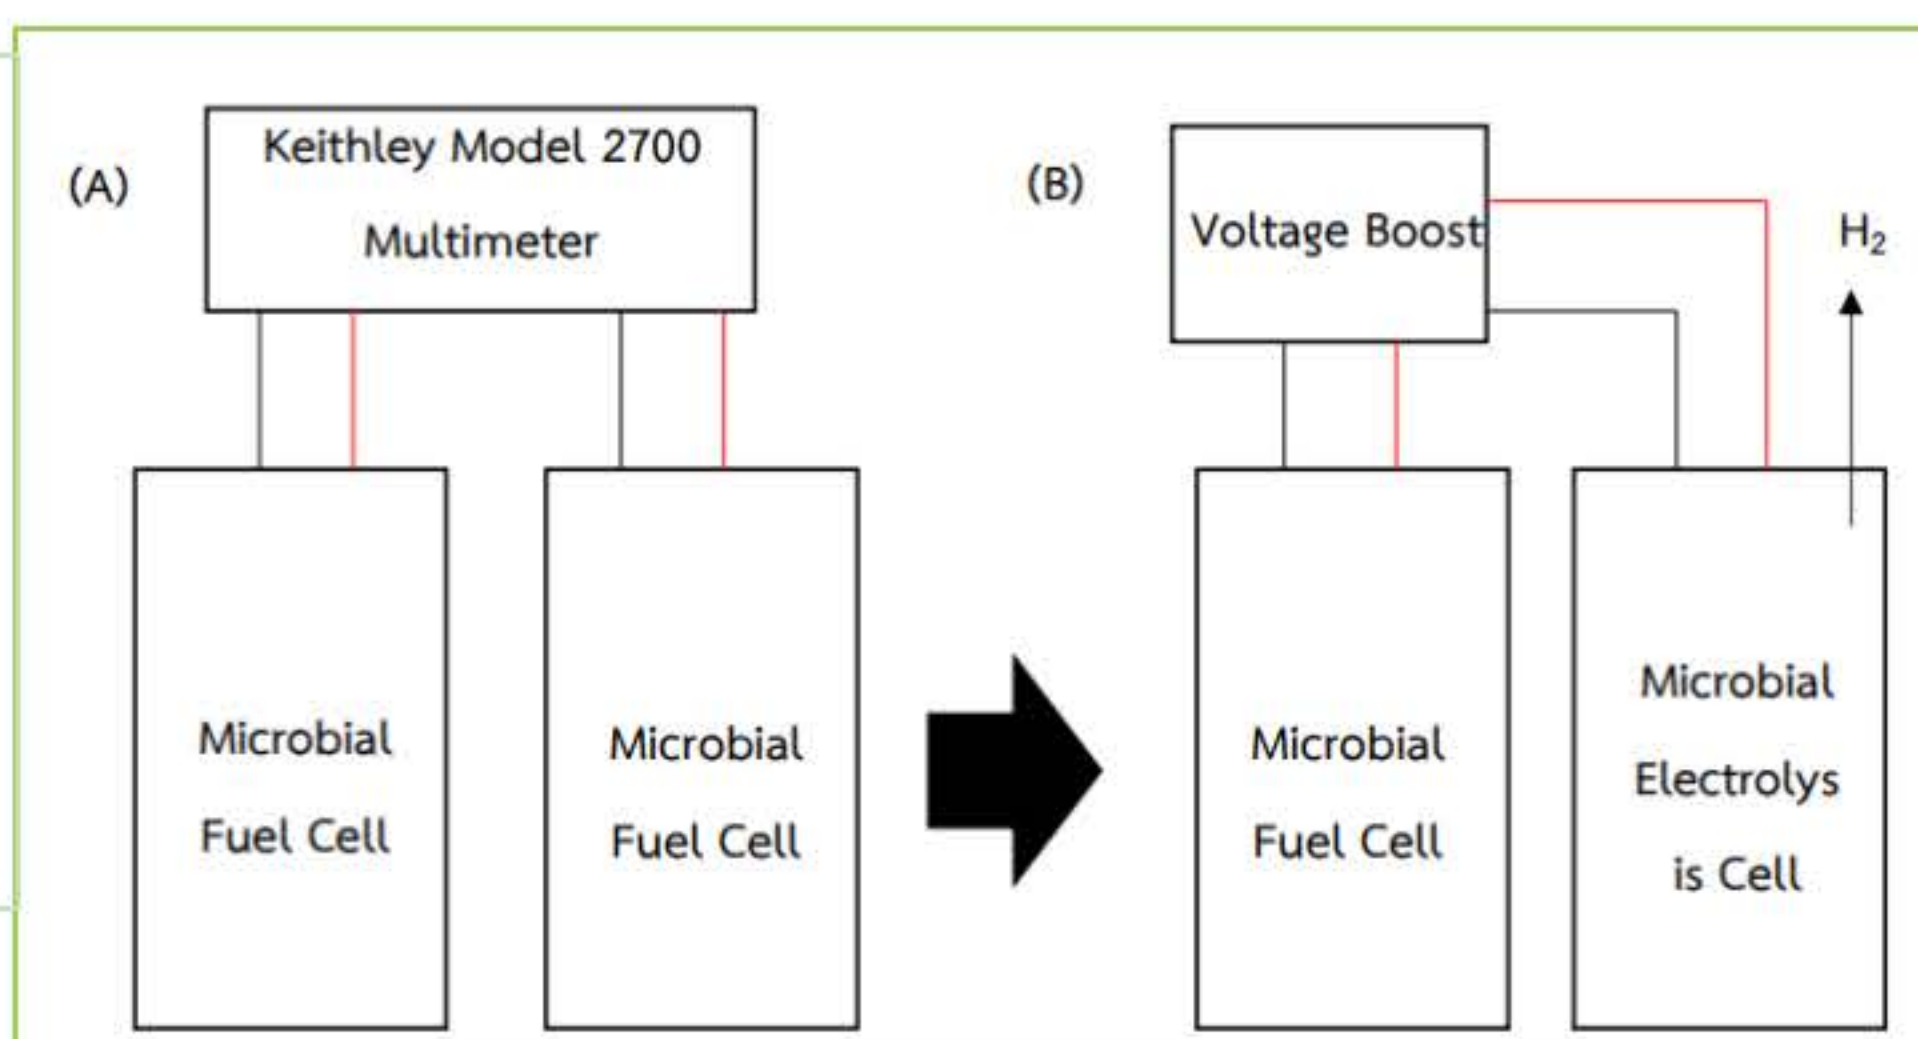 (A)
Keithley Model 2700
Multimeter
Microbial
Fuel Cell
Microbial
Fuel Cell
(B)
Voltage Boost
H₂
Microbial
Fuel Cell
Microbial
Electrolys
is Cell